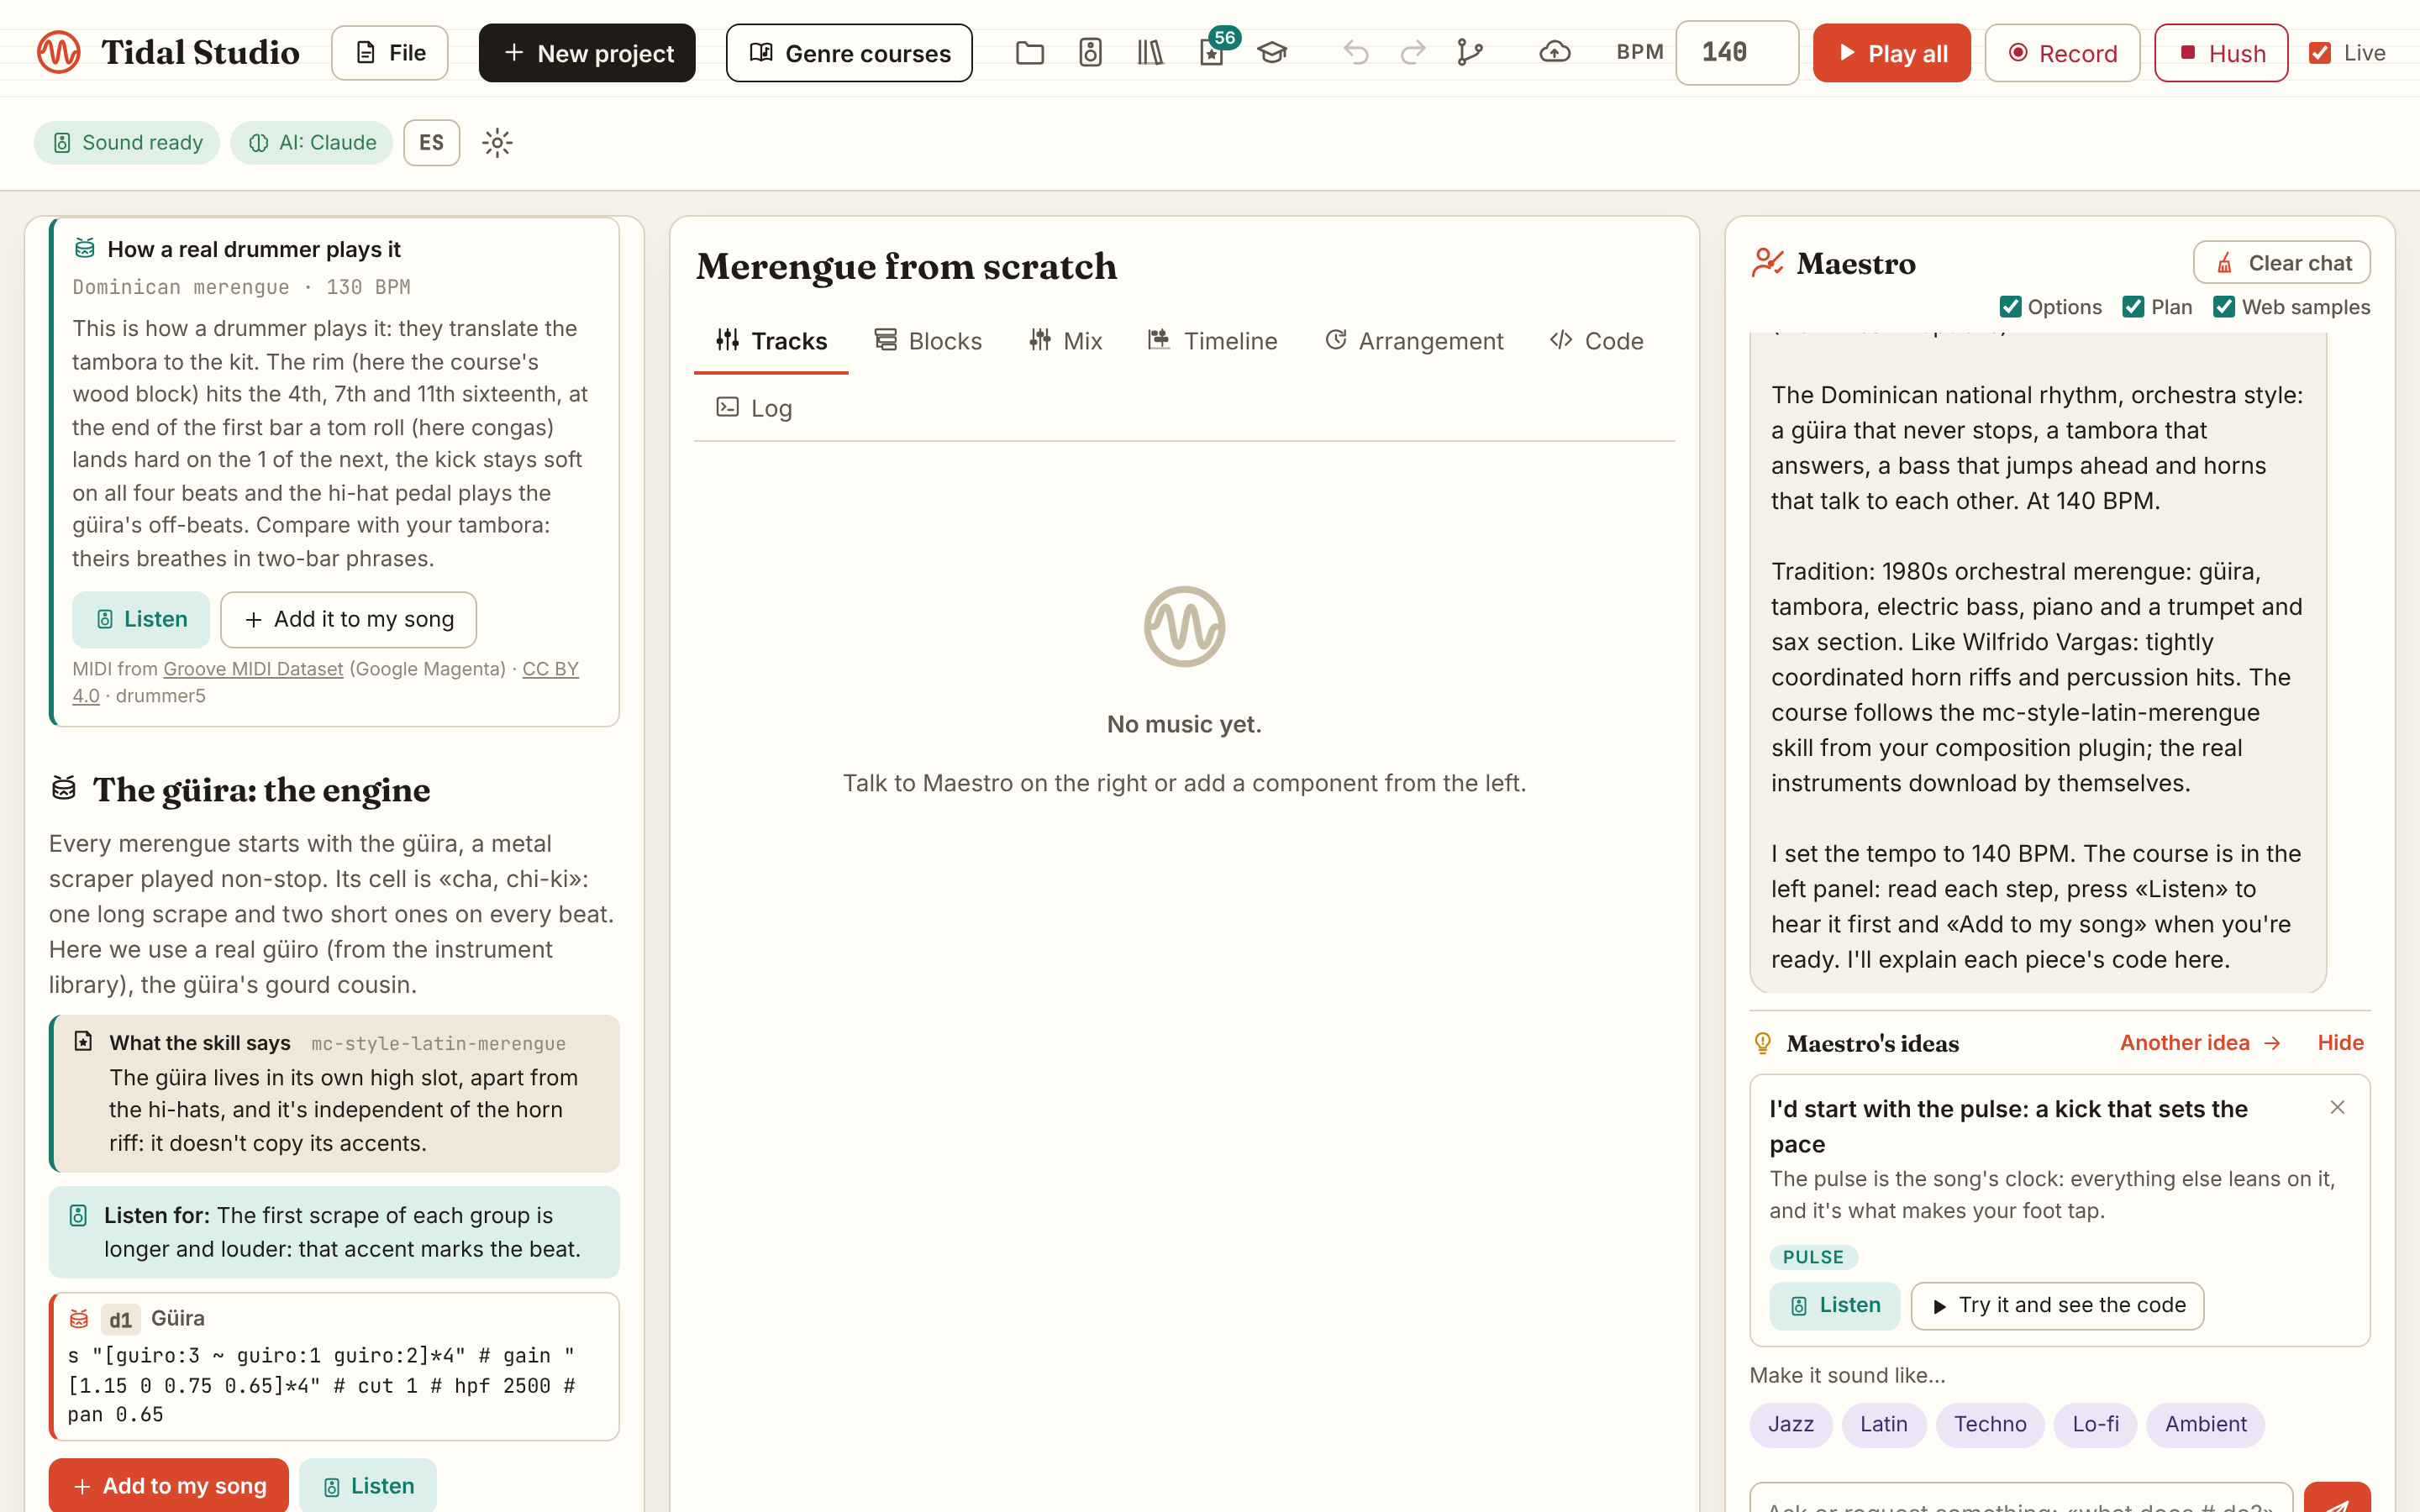 Tidal Studio
File
New project
Genre courses
56
BPM
140
Play all
Record
Hush
Live
Sound ready
AI: Claude
ES
How a real drummer plays it
Dominican merengue · 130 BPM
This is how a drummer plays it: they translate the
tambora to the kit. The rim (here the course's
wood block) hits the 4th, 7th and 11th sixteenth, at
the end of the first bar a tom roll (here congas)
lands hard on the 1 of the next, the kick stays soft
on all four beats and the hi-hat pedal plays the
güira's off-beats. Compare with your tambora:
theirs breathes in two-bar phrases.
Listen
+ Add it to my song
MIDI from Groove MIDI Dataset (Google Magenta) · CC BY
4.0 · drummer5
The güira: the engine
Every merengue starts with the güira, a metal
scraper played non-stop. Its cell is «cha, chi-ki»:
one long scrape and two short ones on every beat.
Here we use a real güiro (from the instrument
library), the güira's gourd cousin.
What the skill says mc-style-latin-merengue
The güira lives in its own high slot, apart from
the hi-hats, and it's independent of the horn
riff: it doesn't copy its accents.
Listen for: The first scrape of each group is
longer and louder: that accent marks the beat.
d1 Güira
s "[guiro:3 ~ guiro:1 guiro:2]*4" # gain "
[1.15 0 0.75 0.65]*4" # cut 1 # hpf 2500 #
pan 0.65
+ Add to my song
Listen
Merengue from scratch
Tracks
Blocks
Mix
Timeline
Arrangement
Code
Log
No music yet.
Talk to Maestro on the right or add a component from the left.
Maestro
Clear chat
Options
Plan
Web samples
The Dominican national rhythm, orchestra style:
a güira that never stops, a tambora that
answers, a bass that jumps ahead and horns
that talk to each other. At 140 BPM.
Tradition: 1980s orchestral merengue: güira,
tambora, electric bass, piano and a trumpet and
sax section. Like Wilfrido Vargas: tightly
coordinated horn riffs and percussion hits. The
course follows the mc-style-latin-merengue
skill from your composition plugin; the real
instruments download by themselves.
I set the tempo to 140 BPM. The course is in the
left panel: read each step, press «Listen» to
hear it first and «Add to my song» when you're
ready. I'll explain each piece's code here.
Maestro's ideas
Another idea →
Hide
I'd start with the pulse: a kick that sets the
pace
The pulse is the song's clock: everything else leans on it,
and it's what makes your foot tap.
PULSE
Listen
Try it and see the code
Make it sound like...
Jazz
Latin
Techno
Lo-fi
Ambient
Ask or request something: «what does # do?»